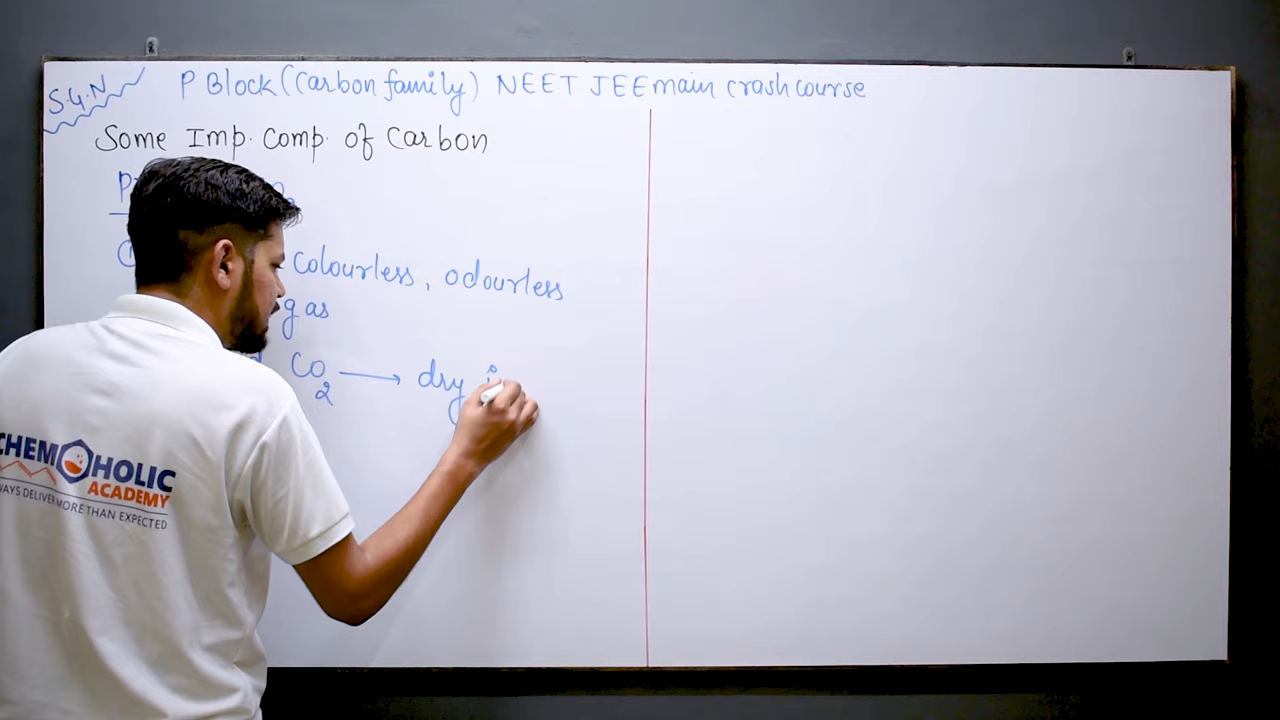 S.G.N
P Block (Carbon family) NEET JEE main crash course
Some Imp. Comp. of Carbon
colourless, odourless
gas
CO2 ⟶ dry i
CHEMOHOLIC
ACADEMY
WAYS DELIVER MORE THAN EXPECTED